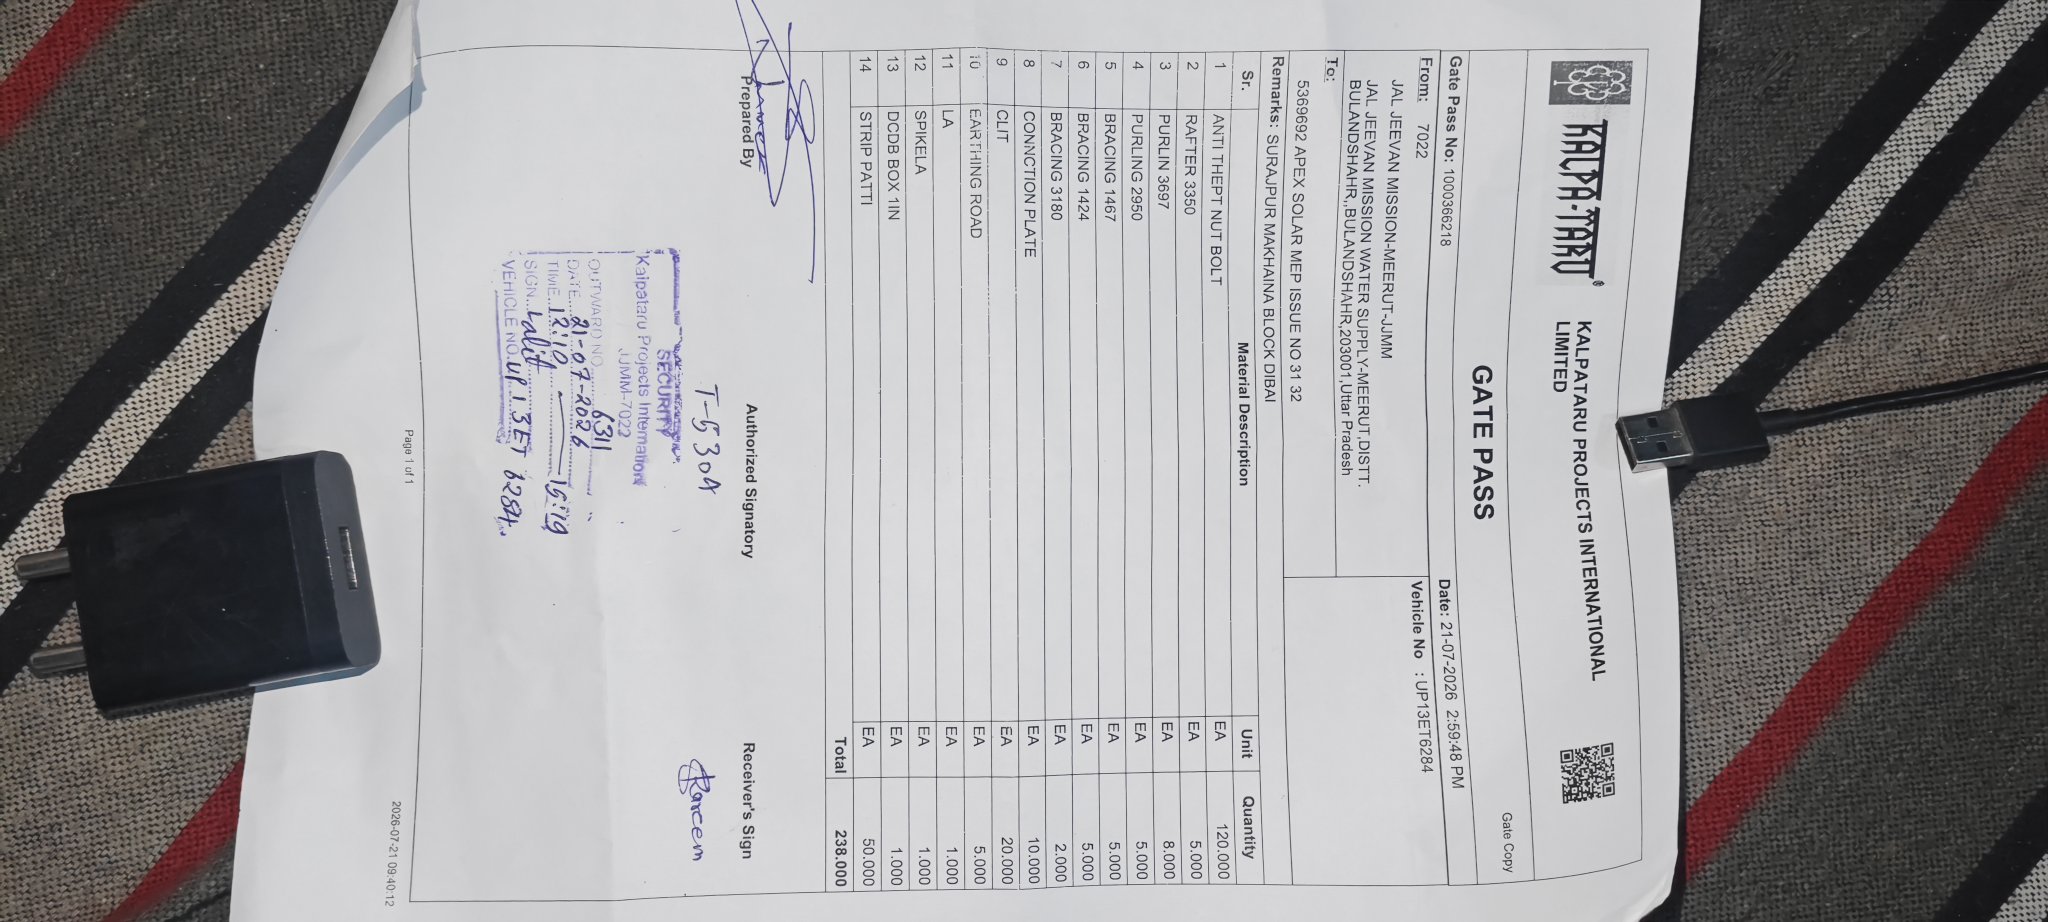 KALPA-TARU®
KALPATARU PROJECTS INTERNATIONAL
LIMITED
Gate Copy
GATE PASS
Gate Pass No: 1000366218
Date: 21-07-2026 2:59:48 PM
From: 7022
Vehicle No : UP13ET6284
JAL JEEVAN MISSION-MEERUT-JJMM
JAL JEEVAN MISSION WATER SUPPLY-MEERUT,DISTT.
BULANDSHAHR,,BULANDSHAHR,203001,Uttar Pradesh
To:
5369692 APEX SOLAR MEP ISSUE NO 31 32
Remarks: SURAJPUR MAKHAINA BLOCK DIBAI
Sr. Material Description Unit Quantity
1 ANTI THEPT NUT BOLT EA 120.000
2 RAFTER 3350 EA 5.000
3 PURLIN 3697 EA 8.000
4 PURLING 2950 EA 5.000
5 BRACING 1467 EA 5.000
6 BRACING 1424 EA 5.000
7 BRACING 3180 EA 2.000
8 CONNCTION PLATE EA 10.000
9 CLIT EA 20.000
10 EARTHING ROAD EA 5.000
11 LA EA 1.000
12 SPIKELA EA 1.000
13 DCDB BOX 1IN EA 1.000
14 STRIP PATTI EA 50.000
Total 238.000
Prepared By Authorized Signatory Receiver's Sign
T-5304
SECURITY
Kalpataru Projects International
JJMM-7022
OUTWARD NO. 6311
DATE 21-07-2026
TIME 12:10 — 15:19
SIGN Lalit
VEHICLE NO. UP13ET 6284
Page 1 of 1
2026-07-21 09:40:12